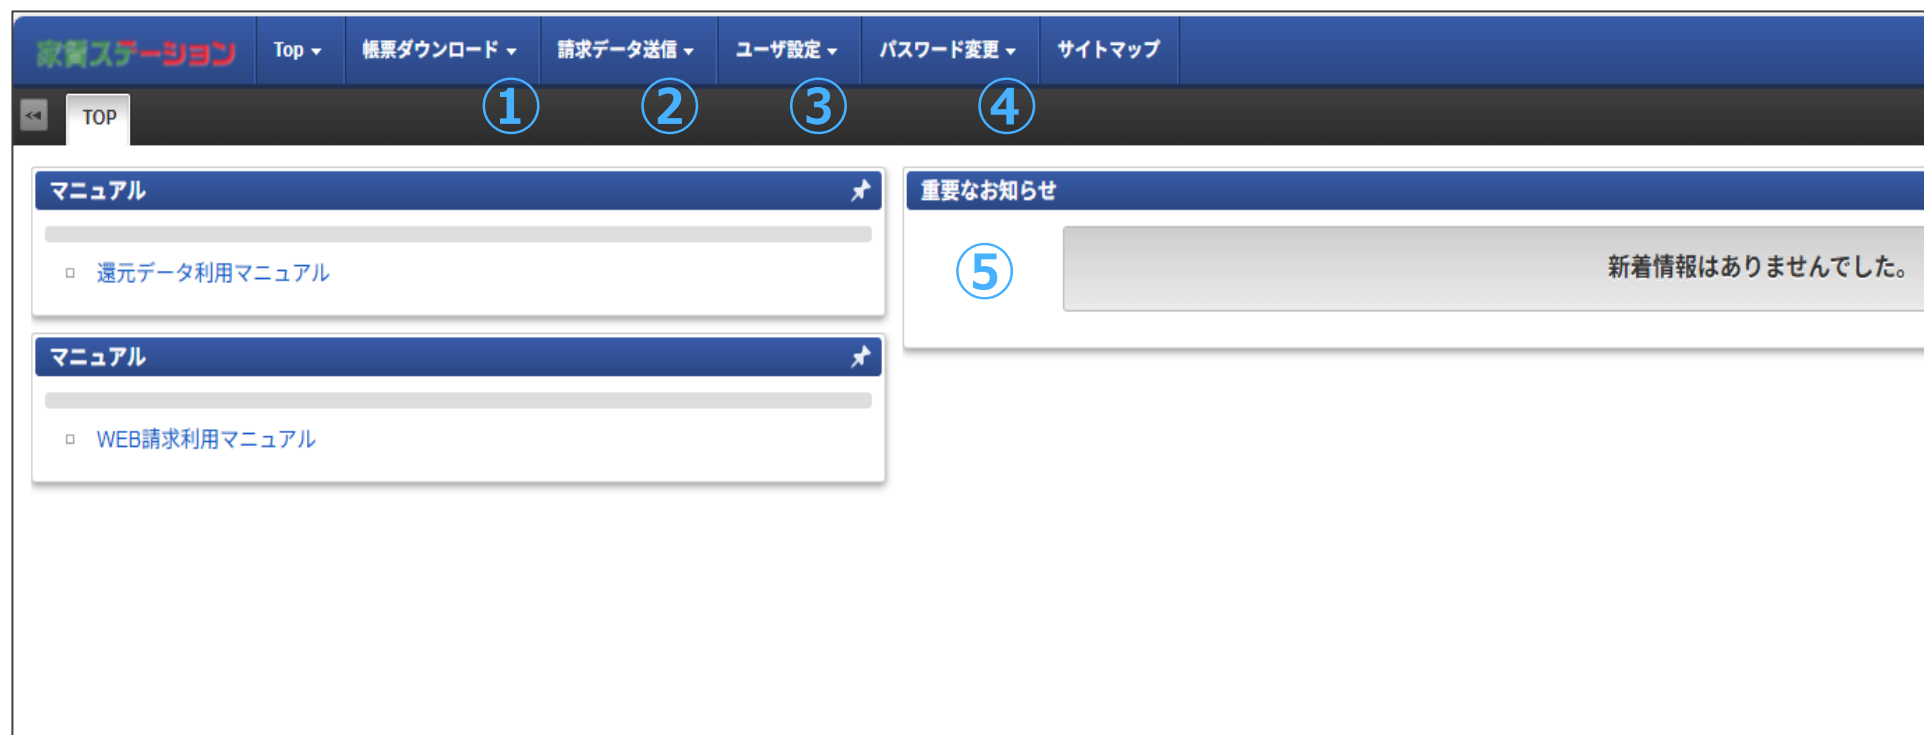 家賃ステーション Top 帳票ダウンロード 請求データ送信 ユーザ設定 パスワード変更 サイトマップ
① ② ③ ④
TOP
マニュアル
還元データ利用マニュアル
マニュアル
WEB請求利用マニュアル
重要なお知らせ
⑤ 新着情報はありませんでした。